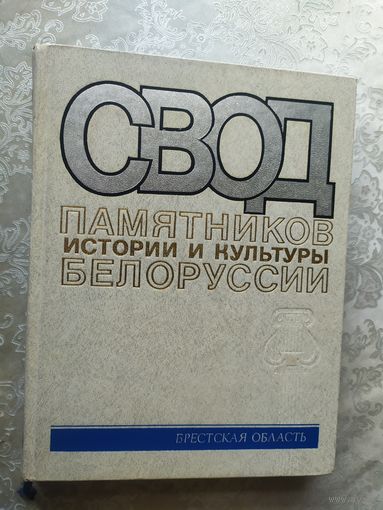 СВОД
ПАМЯТНИКОВ
ИСТОРИИ И КУЛЬТУРЫ
БЕЛОРУССИИ
БРЕСТСКАЯ ОБЛАСТЬ